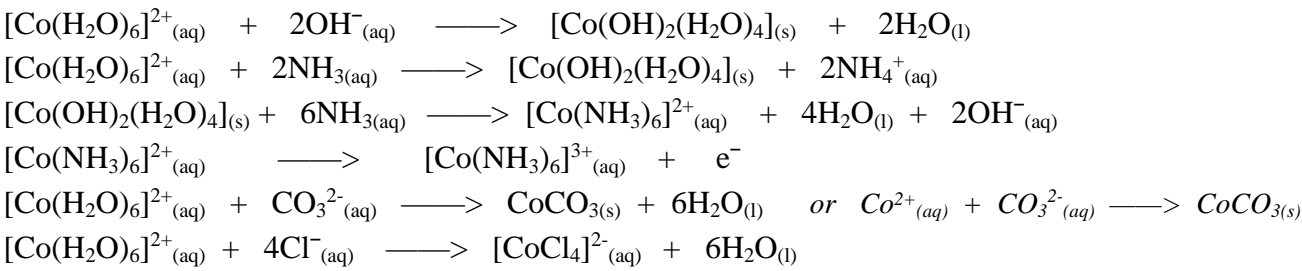 [Co(H₂O)₆]²⁺₍ₐq₎ + 2OH⁻₍ₐq₎ ——> [Co(OH)₂(H₂O)₄]₍ₛ₎ + 2H₂O₍ₗ₎
[Co(H₂O)₆]²⁺₍ₐq₎ + 2NH₃₍ₐq₎ ——> [Co(OH)₂(H₂O)₄]₍ₛ₎ + 2NH₄⁺₍ₐq₎
[Co(OH)₂(H₂O)₄]₍ₛ₎ + 6NH₃₍ₐq₎ ——> [Co(NH₃)₆]²⁺₍ₐq₎ + 4H₂O₍ₗ₎ + 2OH⁻₍ₐq₎
[Co(NH₃)₆]²⁺₍ₐq₎ ——> [Co(NH₃)₆]³⁺₍ₐq₎ + e⁻
[Co(H₂O)₆]²⁺₍ₐq₎ + CO₃²⁻₍ₐq₎ ——> CoCO₃₍ₛ₎ + 6H₂O₍ₗ₎ or Co²⁺₍ₐq₎ + CO₃²⁻₍ₐq₎ ——> CoCO₃₍ₛ₎
[Co(H₂O)₆]²⁺₍ₐq₎ + 4Cl⁻₍ₐq₎ ——> [CoCl₄]²⁻₍ₐq₎ + 6H₂O₍ₗ₎